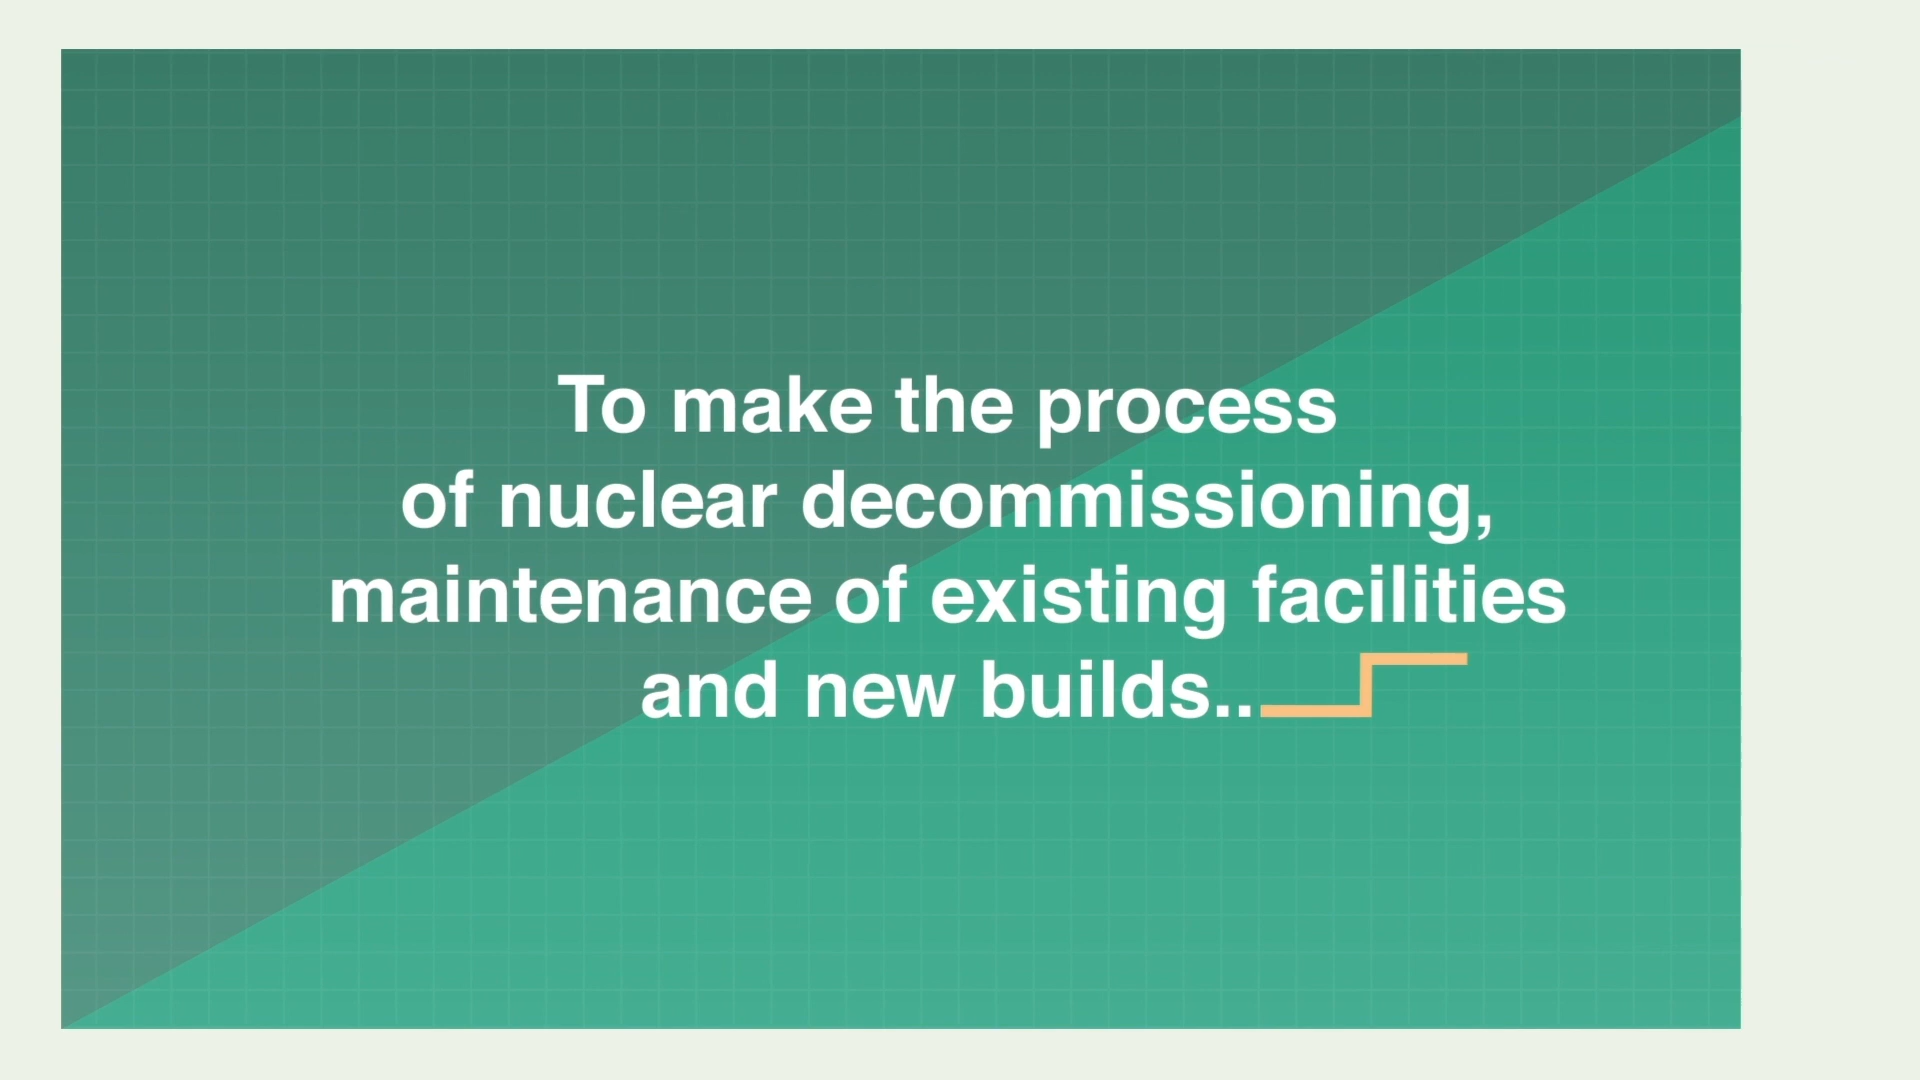 To make the process
of nuclear decommissioning,
maintenance of existing facilities
and new builds..